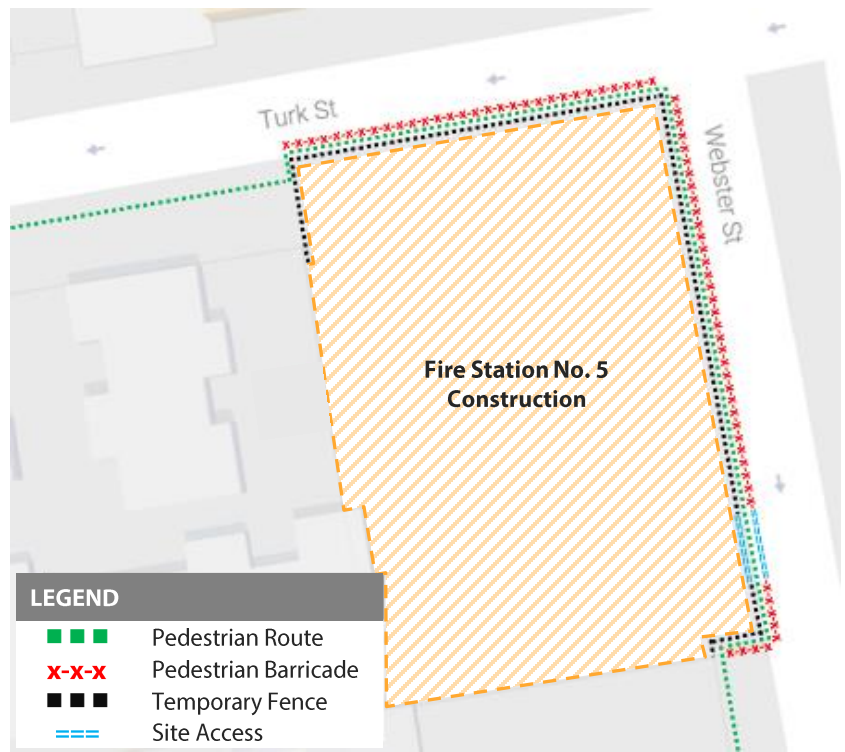 Turk St
Webster St
Fire Station No. 5
Construction
LEGEND
Pedestrian Route
x-x-x Pedestrian Barricade
Temporary Fence
=== Site Access